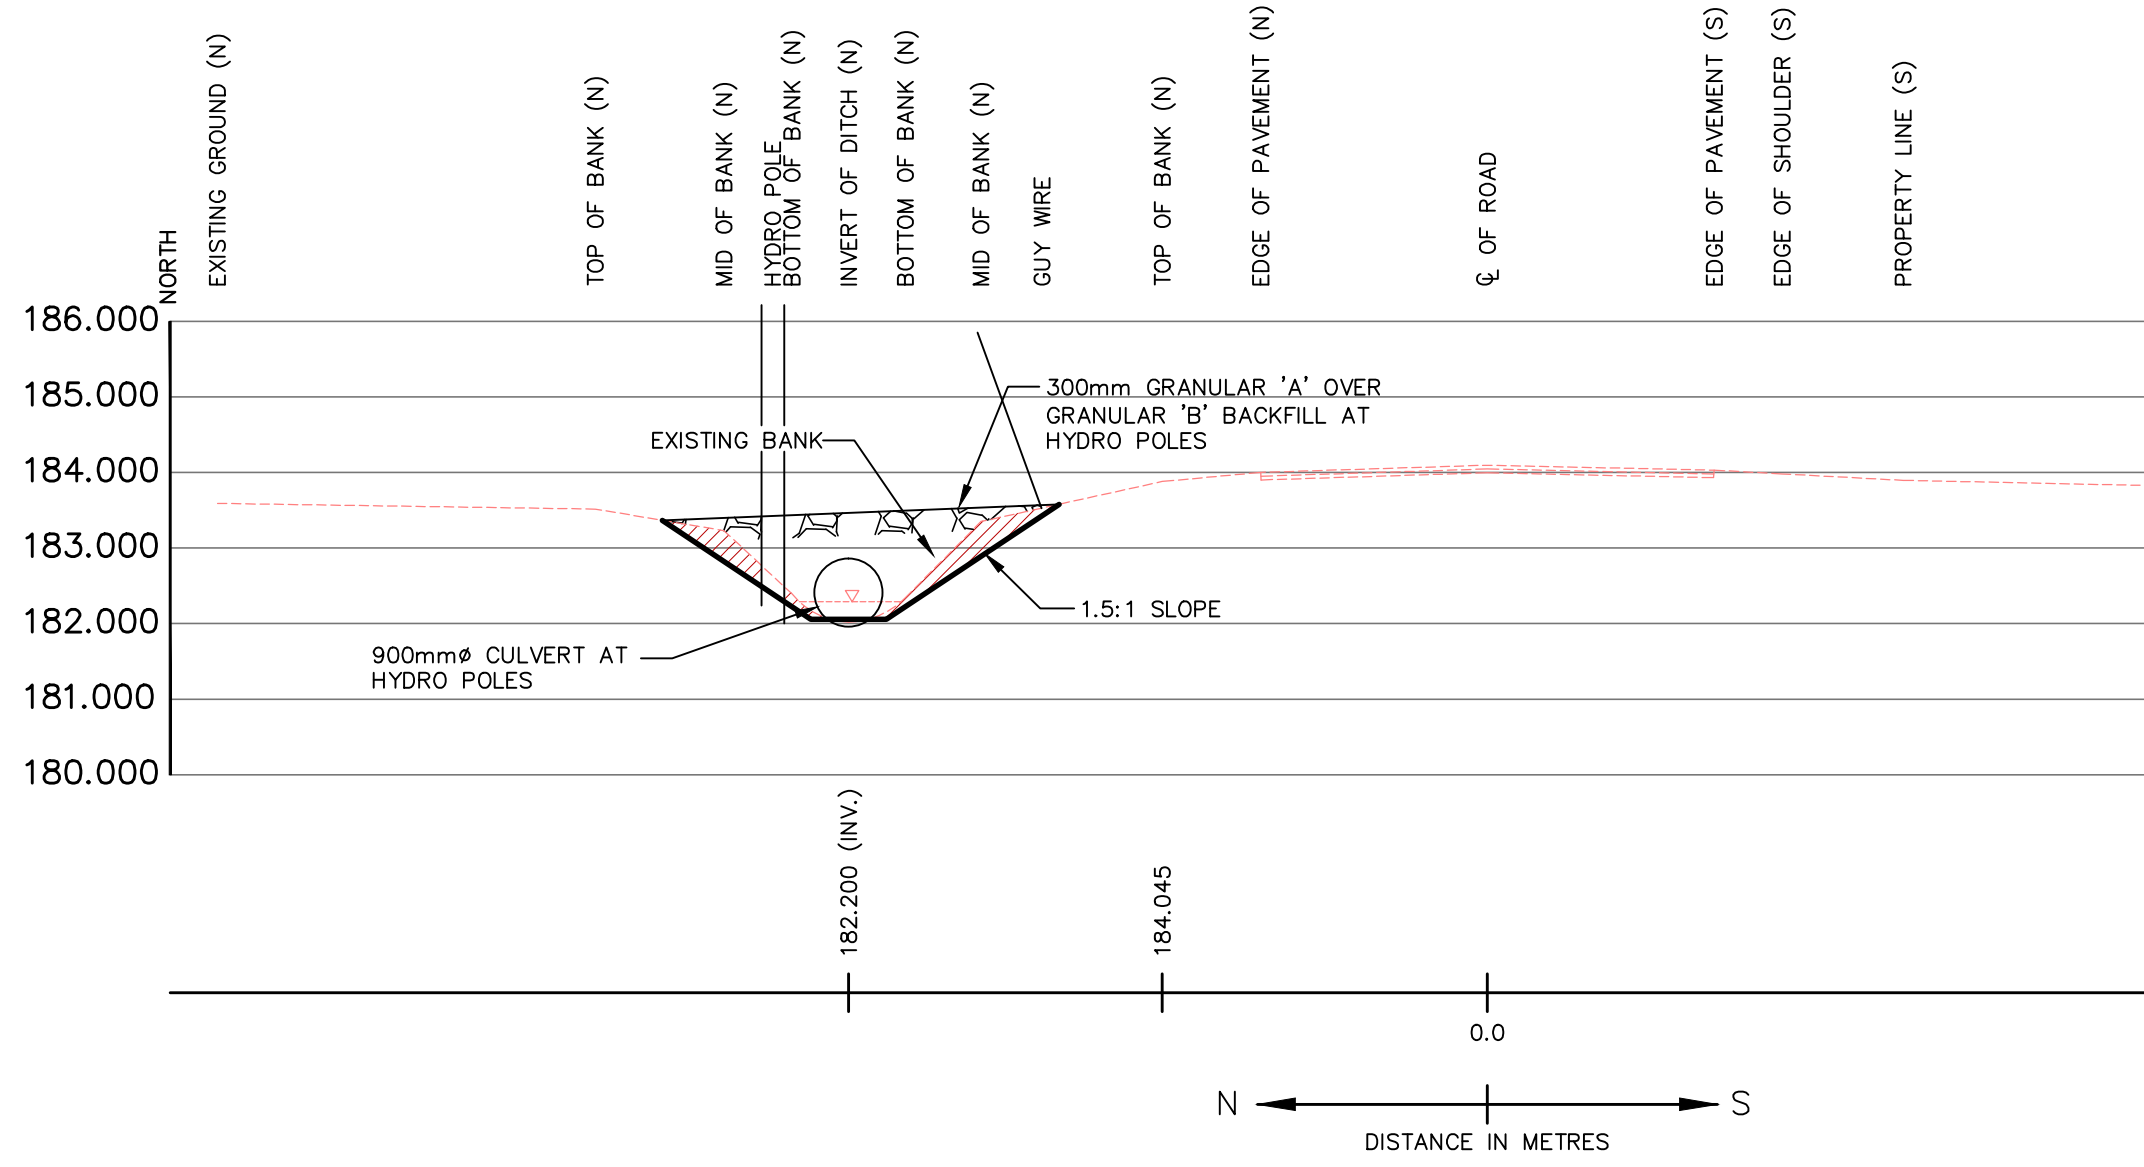 NORTH
EXISTING GROUND (N)
TOP OF BANK (N)
MID OF BANK (N)
HYDRO POLE
BOTTOM OF BANK (N)
INVERT OF DITCH (N)
BOTTOM OF BANK (N)
MID OF BANK (N)
GUY WIRE
TOP OF BANK (N)
EDGE OF PAVEMENT (N)
℄ OF ROAD
EDGE OF PAVEMENT (S)
EDGE OF SHOULDER (S)
PROPERTY LINE (S)
186.000
185.000
184.000
183.000
182.000
181.000
180.000
300mm GRANULAR 'A' OVER
GRANULAR 'B' BACKFILL AT
HYDRO POLES
EXISTING BANK
1.5:1 SLOPE
900mmø CULVERT AT
HYDRO POLES
182.200 (INV.)
184.045
0.0
N
S
DISTANCE IN METRES